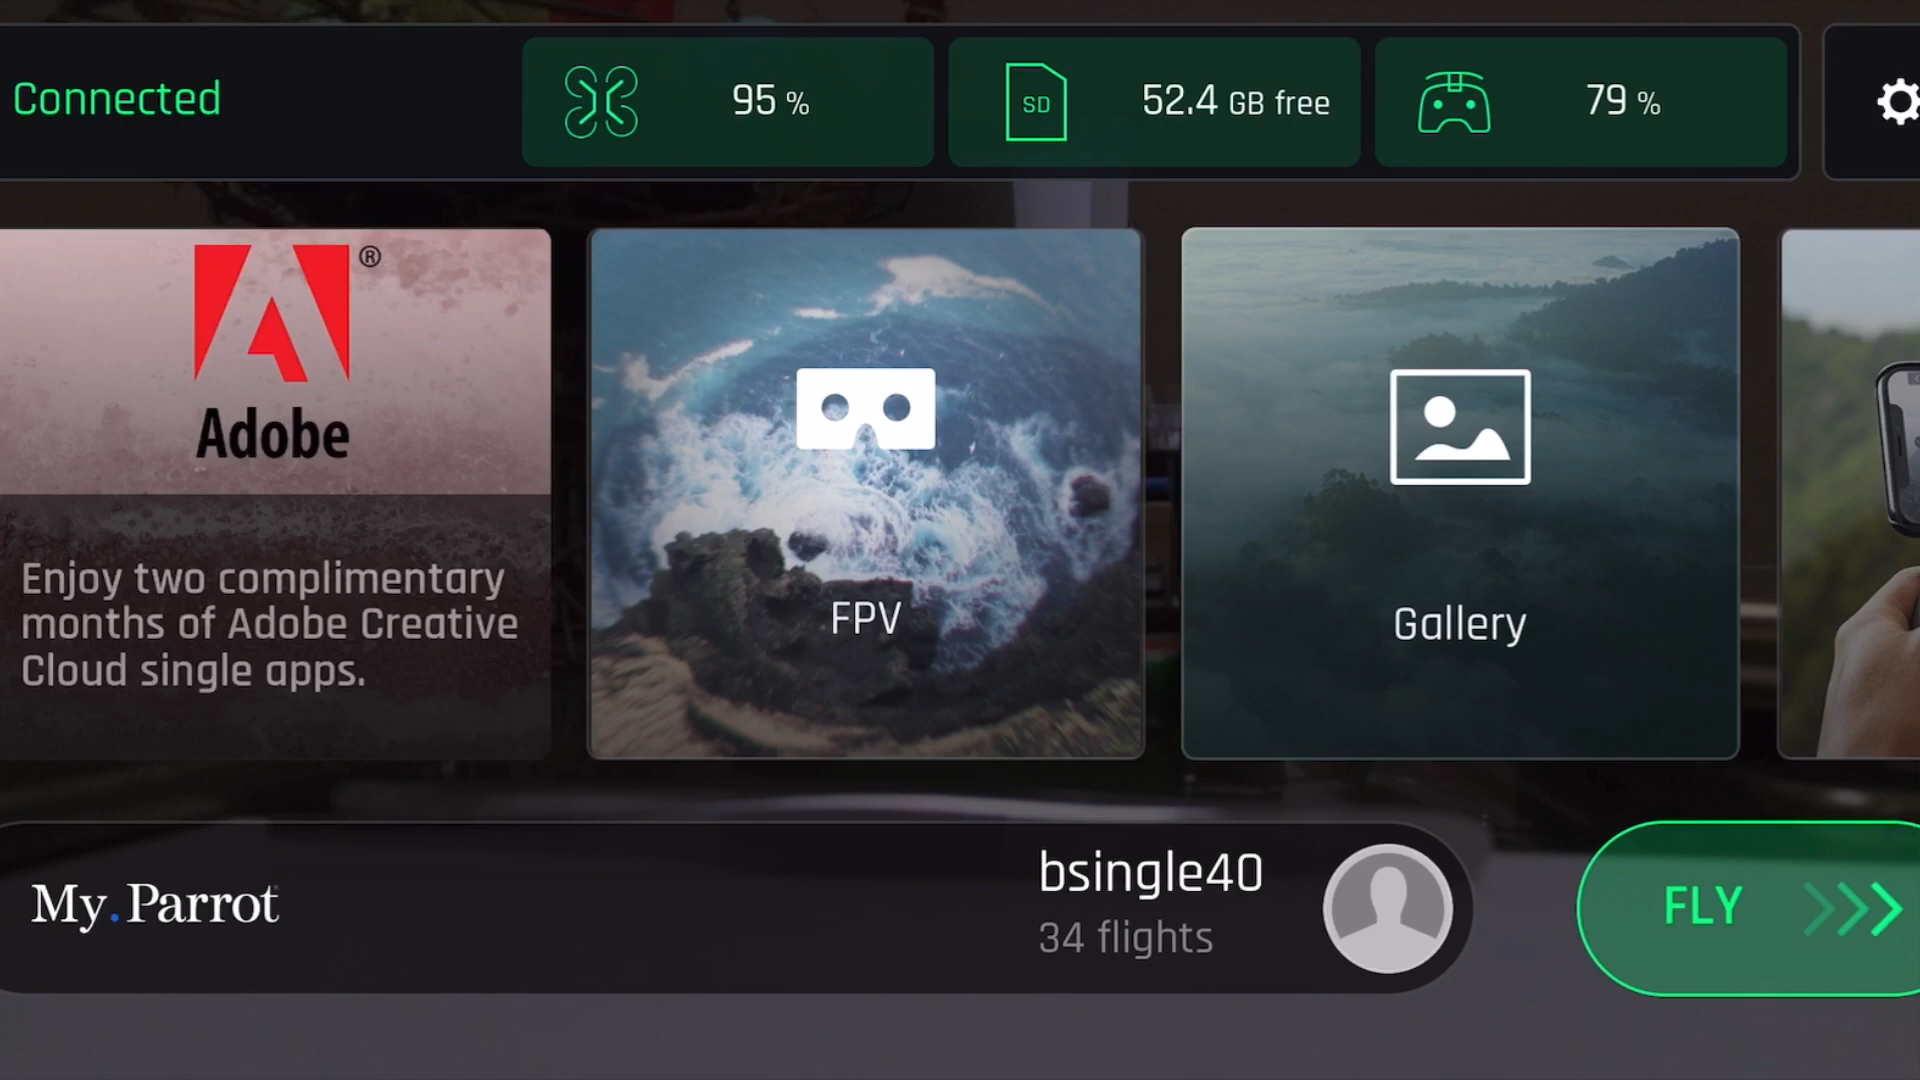 Connected
95 %
SD
52.4 GB free
79 %
Adobe®
Enjoy two complimentary
months of Adobe Creative
Cloud single apps.
FPV
Gallery
My.Parrot
bsingle40
34 flights
FLY